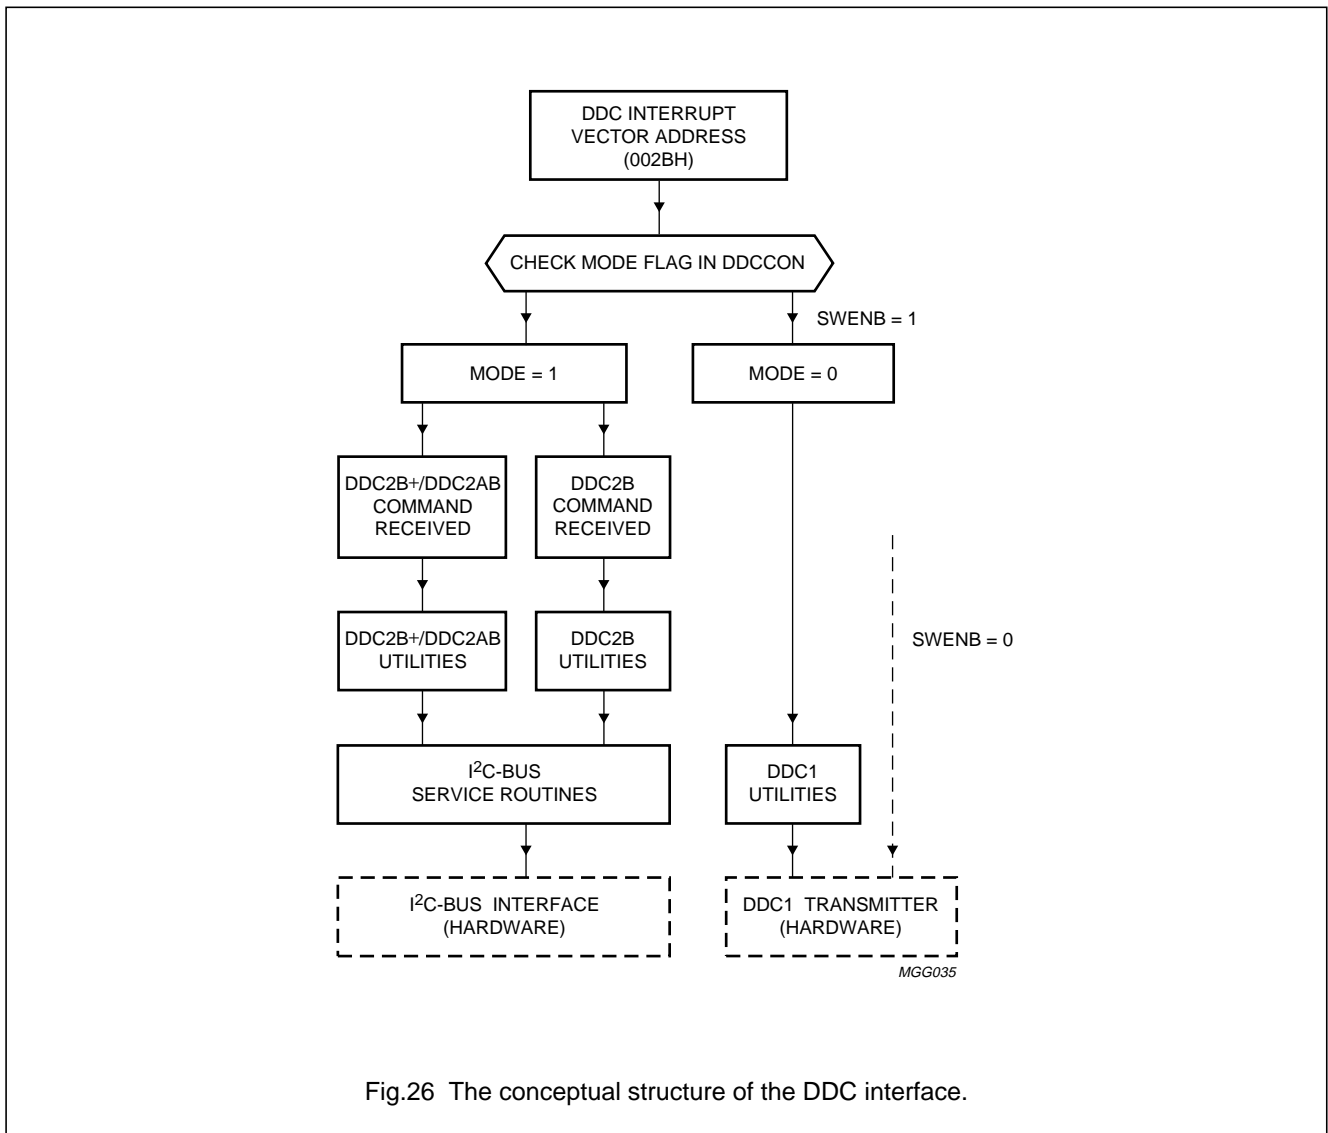 DDC INTERRUPT
VECTOR ADDRESS
(002BH)
CHECK MODE FLAG IN DDCCON
SWENB = 1
MODE = 1
MODE = 0
DDC2B+/DDC2AB
COMMAND
RECEIVED
DDC2B
COMMAND
RECEIVED
DDC2B+/DDC2AB
UTILITIES
DDC2B
UTILITIES
SWENB = 0
I²C-BUS
SERVICE ROUTINES
DDC1
UTILITIES
I²C-BUS INTERFACE
(HARDWARE)
DDC1 TRANSMITTER
(HARDWARE)
MGG035
Fig.26 The conceptual structure of the DDC interface.